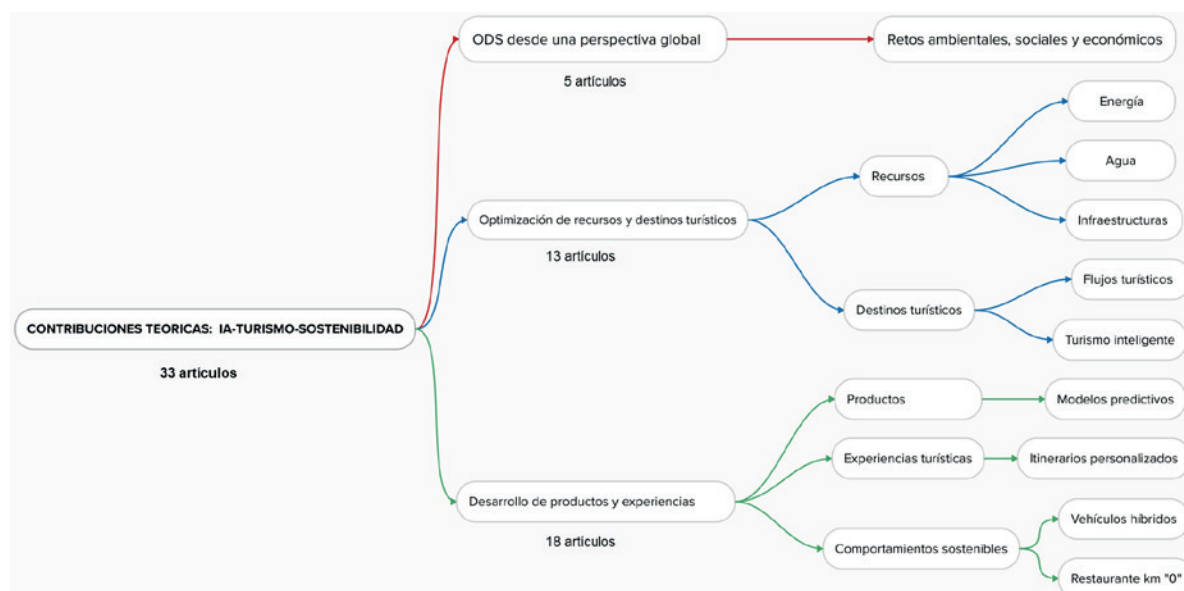 ODS desde una perspectiva global
5 artículos
Retos ambientales, sociales y económicos
Optimización de recursos y destinos turísticos
13 artículos
Recursos
Energía
Agua
Infraestructuras
Destinos turísticos
Flujos turísticos
Turismo inteligente
CONTRIBUCIONES TEORICAS: IA-TURISMO-SOSTENIBILIDAD
33 artículos
Desarrollo de productos y experiencias
18 artículos
Productos
Modelos predictivos
Experiencias turísticas
Itinerarios personalizados
Comportamientos sostenibles
Vehículos híbridos
Restaurante km "0"